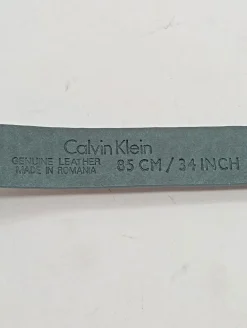 Calvin Klein
GENUINE LEATHER
MADE IN ROMANIA
85 CM / 34 INCH